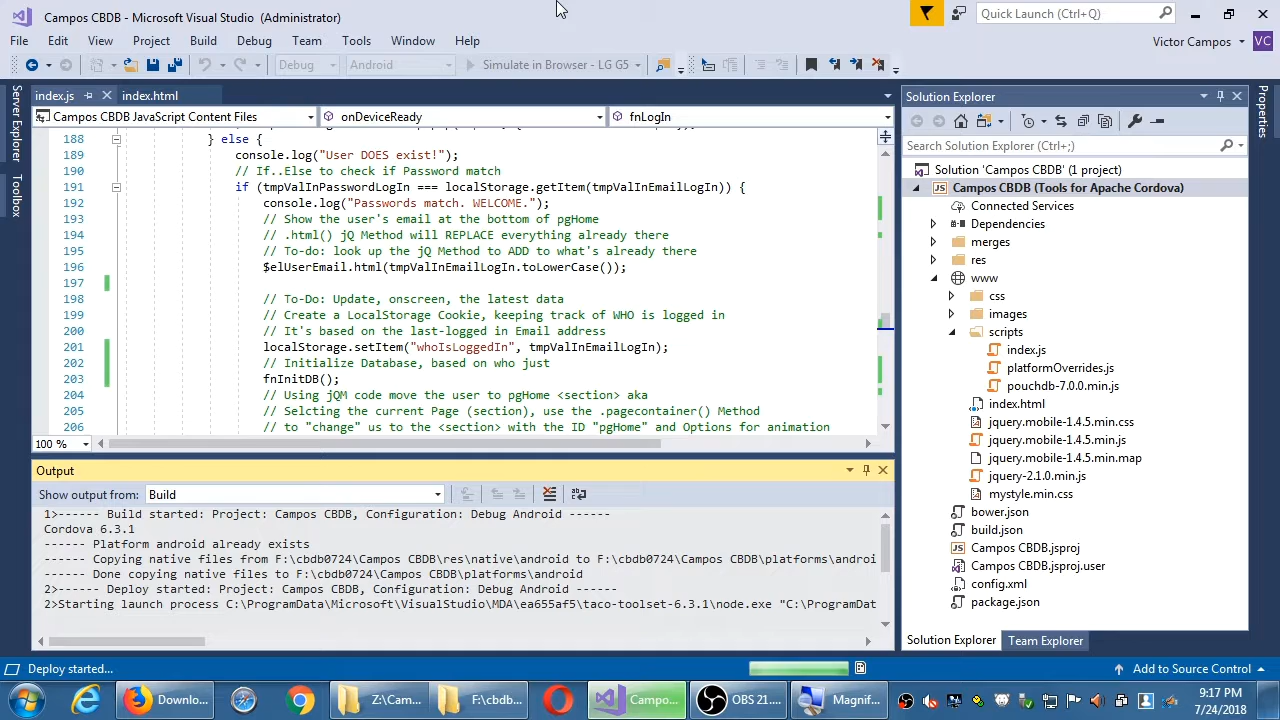 Campos CBDB - Microsoft Visual Studio (Administrator)
Quick Launch (Ctrl+Q)
File Edit View Project Build Debug Team Tools Window Help
Victor Campos VC
Debug Android Simulate in Browser - LG G5
index.js index.html
Campos CBDB JavaScript Content Files onDeviceReady fnLogIn
188 } else {
189 console.log("User DOES exist!");
190 // If..Else to check if Password match
191 if (tmpValInPasswordLogIn === localStorage.getItem(tmpValInEmailLogIn)) {
192 console.log("Passwords match. WELCOME.");
193 // Show the user's email at the bottom of pgHome
194 // .html() jQ Method will REPLACE everything already there
195 // To-do: look up the jQ Method to ADD to what's already there
196 $elUserEmail.html(tmpValInEmailLogIn.toLowerCase());
197
198 // To-Do: Update, onscreen, the latest data
199 // Create a LocalStorage Cookie, keeping track of WHO is logged in
200 // It's based on the last-logged in Email address
201 localStorage.setItem("whoIsLoggedIn", tmpValInEmailLogIn);
202 // Initialize Database, based on who just
203 fnInitDB();
204 // Using jQM code move the user to pgHome <section> aka
205 // Selcting the current Page (section), use the .pagecontainer() Method
206 // to "change" us to the <section> with the ID "pgHome" and Options for animation
100 %
Output
Show output from: Build
1>------ Build started: Project: Campos CBDB, Configuration: Debug Android ------
Cordova 6.3.1
------ Platform android already exists
------ Copying native files from F:\cbdb0724\Campos CBDB\res\native\android to F:\cbdb0724\Campos CBDB\platforms\androi
------ Done copying native files to F:\cbdb0724\Campos CBDB\platforms\android
2>------ Deploy started: Project: Campos CBDB, Configuration: Debug Android ------
2>Starting launch process C:\ProgramData\Microsoft\VisualStudio\MDA\ea655af5\taco-toolset-6.3.1\node.exe "C:\ProgramDat
Server Explorer
Toolbox
Solution Explorer
Search Solution Explorer (Ctrl+;)
Solution 'Campos CBDB' (1 project)
Campos CBDB (Tools for Apache Cordova)
Connected Services
Dependencies
merges
res
www
css
images
scripts
index.js
platformOverrides.js
pouchdb-7.0.0.min.js
index.html
jquery.mobile-1.4.5.min.css
jquery.mobile-1.4.5.min.js
jquery.mobile-1.4.5.min.map
jquery-2.1.0.min.js
mystyle.min.css
bower.json
build.json
Campos CBDB.jsproj
Campos CBDB.jsproj.user
config.xml
package.json
Solution Explorer Team Explorer
Properties
Deploy started... Add to Source Control
Downlo... Z:\Cam... F:\cbdb... Campo... OBS 21.... Magnif...
9:17 PM
7/24/2018